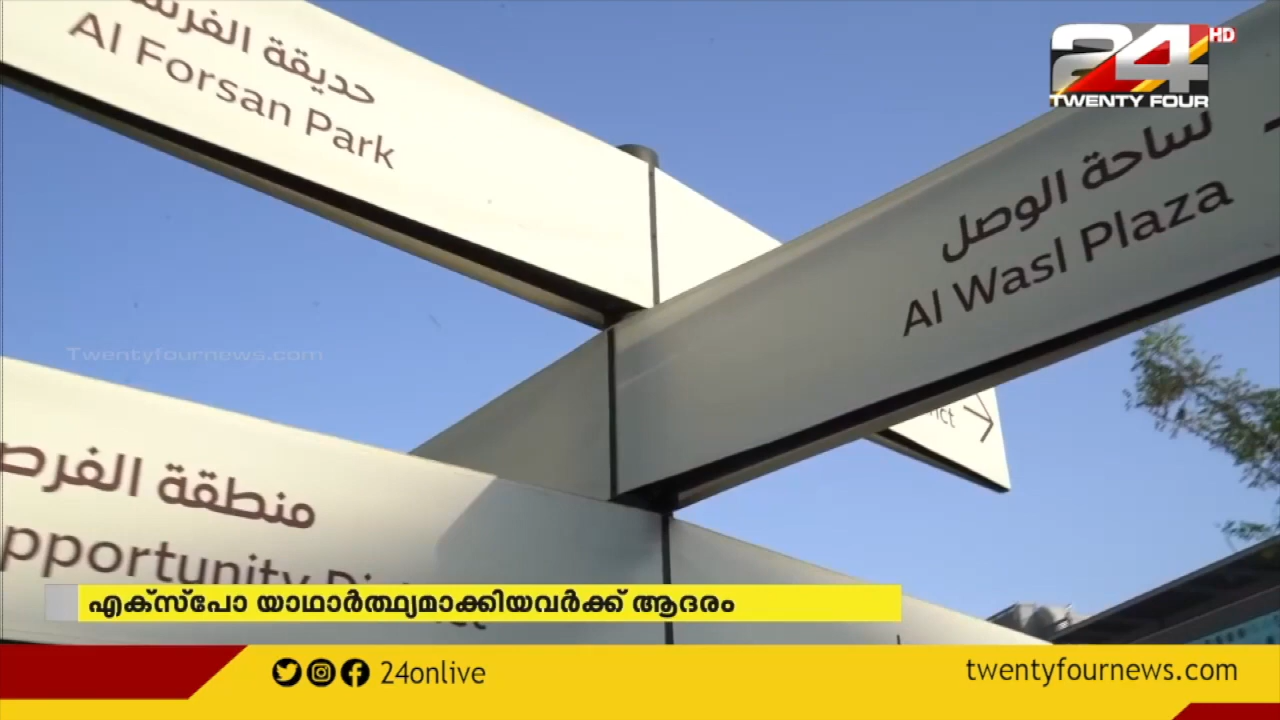 حديقة الفرسان
Al Forsan Park
24 HD
TWENTY FOUR
ساحة الوصل
Al Wasl Plaza
Twentyfournews.com
منطقة الفرص
pportunity
എക്സ്പോ യാഥാർത്ഥ്യമാക്കിയവർക്ക് ആദരം
24onlive
twentyfournews.com